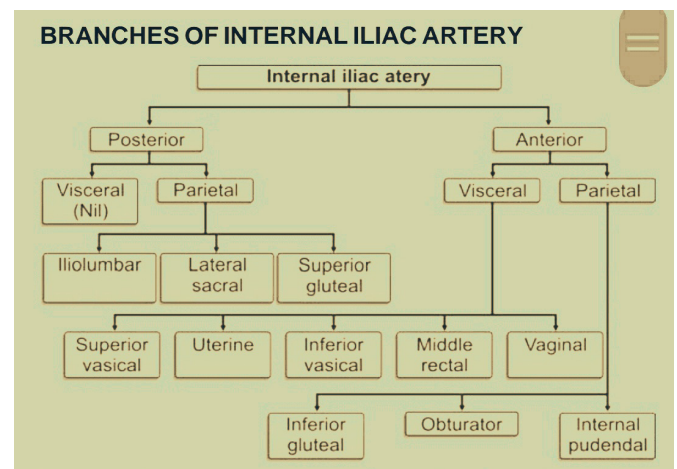 BRANCHES OF INTERNAL ILIAC ARTERY
Internal iliac atery
Posterior
Anterior
Visceral
(Nil)
Parietal
Visceral
Parietal
Iliolumbar
Lateral
sacral
Superior
gluteal
Superior
vasical
Uterine
Inferior
vasical
Middle
rectal
Vaginal
Inferior
gluteal
Obturator
Internal
pudendal